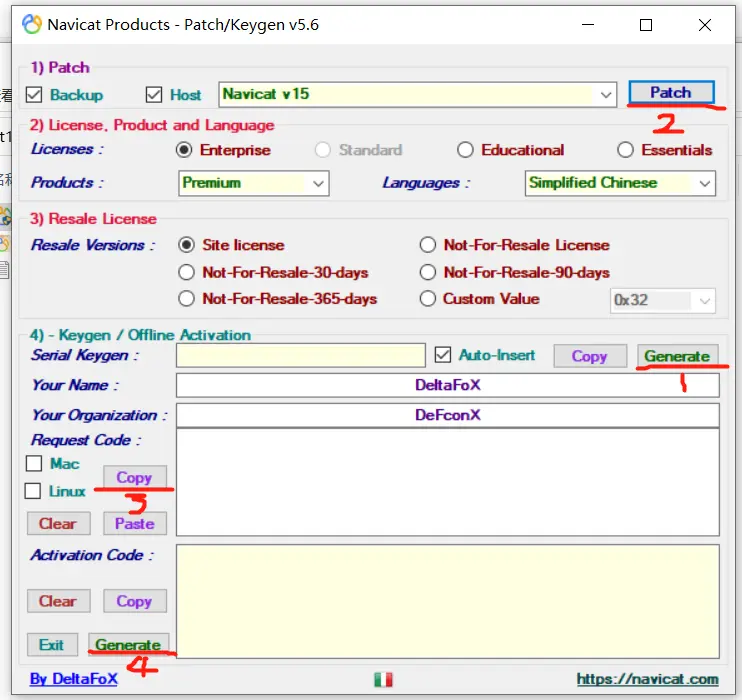 Navicat Products - Patch/Keygen v5.6
1) Patch
Backup Host Navicat v15 Patch
2
2) License, Product and Language
Licenses : Enterprise Standard Educational Essentials
Products : Premium Languages : Simplified Chinese
3) Resale License
Resale Versions : Site license Not-For-Resale License
Not-For-Resale-30-days Not-For-Resale-90-days
Not-For-Resale-365-days Custom Value 0x32
4) - Keygen / Offline Activation
Serial Keygen : Auto-Insert Copy Generate
1
Your Name : DeltaFoX
Your Organization : DeFconX
Request Code :
Mac
Copy
Linux
3
Clear Paste
Activation Code :
Clear Copy
Exit Generate
4
By DeltaFoX https://navicat.com